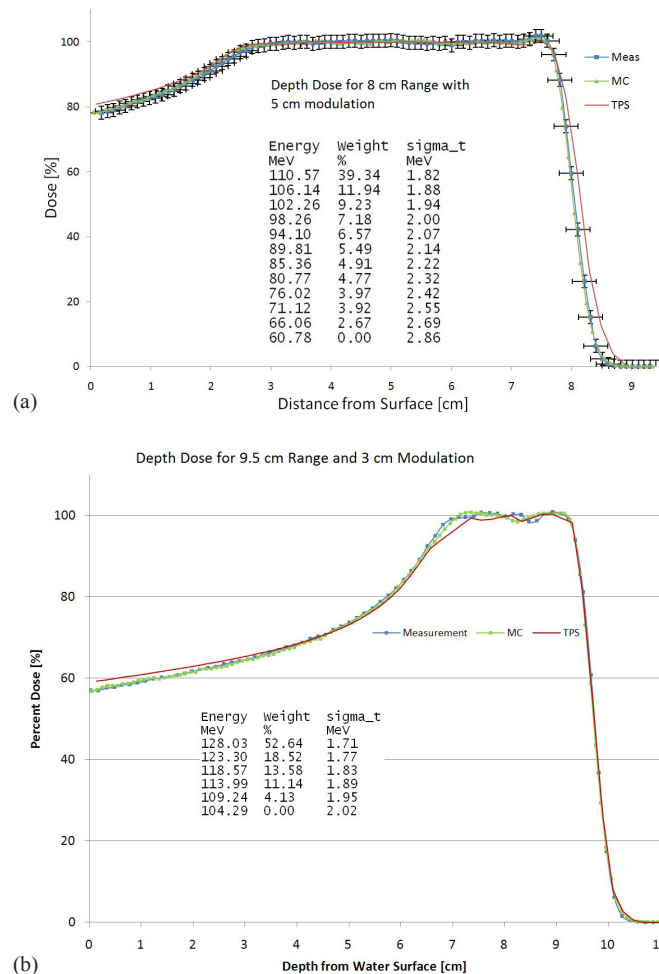 100
80
60
40
20
0
Dose [%]
Depth Dose for 8 cm Range with
5 cm modulation
Meas
MC
TPS
Energy Weight sigma_t
MeV % MeV
110.57 39.34 1.82
106.14 11.94 1.88
102.26 9.23 1.94
98.26 7.18 2.00
94.10 6.57 2.07
89.81 5.49 2.14
85.36 4.91 2.22
80.77 4.77 2.32
76.02 3.97 2.42
71.12 3.92 2.55
66.06 2.67 2.69
60.78 0.00 2.86
0 1 2 3 4 5 6 7 8 9
(a)
Distance from Surface [cm]
Depth Dose for 9.5 cm Range and 3 cm Modulation
100
80
60
40
20
0
Percent Dose [%]
Measurement MC TPS
Energy Weight sigma_t
MeV % MeV
128.03 52.64 1.71
123.30 18.52 1.77
118.57 13.58 1.83
113.99 11.14 1.89
109.24 4.13 1.95
104.29 0.00 2.02
0 1 2 3 4 5 6 7 8 9 10 11
(b)
Depth from Water Surface [cm]